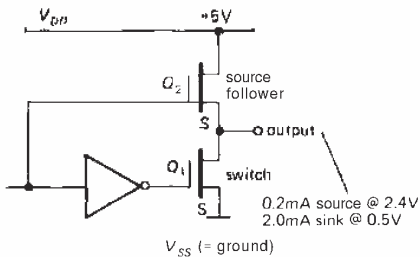 V_DD +5V
Q2 source follower
S
output
Q1 switch
S
0.2mA source @ 2.4V
2.0mA sink @ 0.5V
V_SS (= ground)